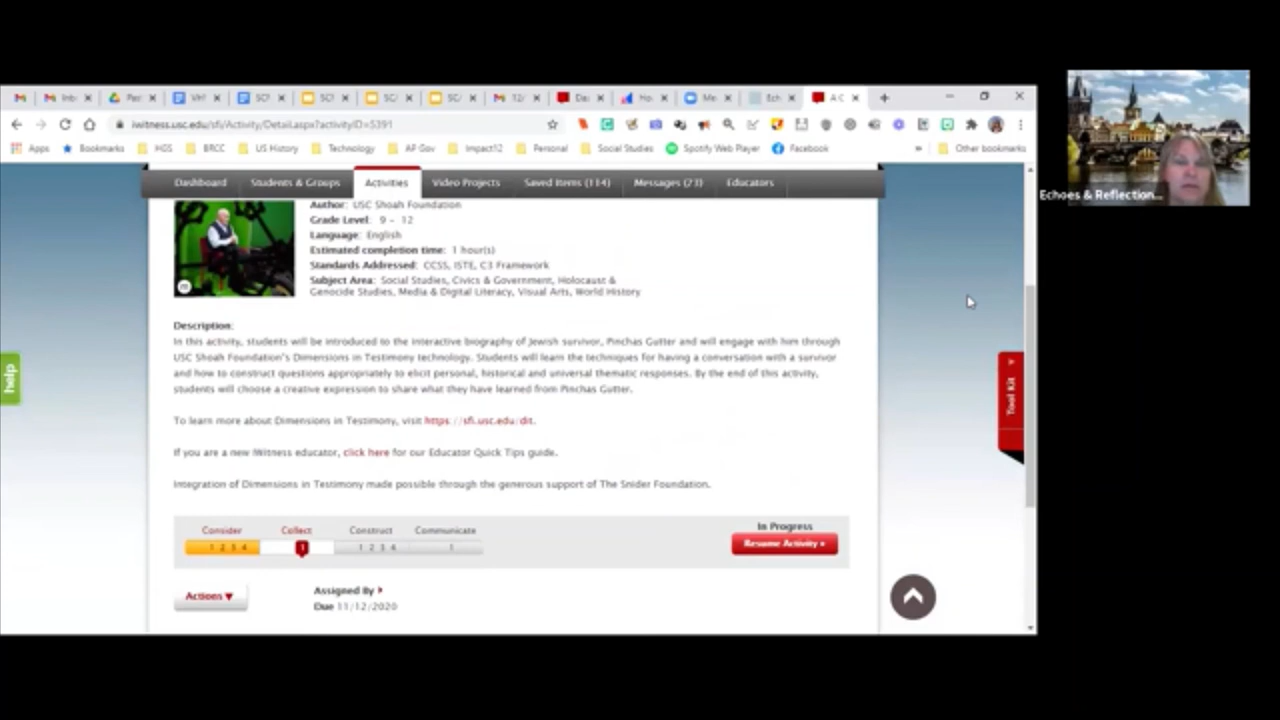 iwitness.usc.edu/sfi/Activity/Detail.aspx?activityID=5391
Apps Bookmarks HGS BRCC US History Technology AP Gov Impact12 Personal Social Studies Spotify Web Player Facebook » Other bookmarks
Dashboard Students & Groups Activities Video Projects Saved Items (114) Messages (23) Educators
Author: USC Shoah Foundation
Grade Level: 9 - 12
Language: English
Estimated completion time: 1 hour(s)
Standards Addressed: CCSS, ISTE, C3 Framework
Subject Area: Social Studies, Civics & Government, Holocaust &
Genocide Studies, Media & Digital Literacy, Visual Arts, World History
Description:
In this activity, students will be introduced to the interactive biography of Jewish survivor, Pinchas Gutter and will engage with him through
USC Shoah Foundation's Dimensions in Testimony technology. Students will learn the techniques for having a conversation with a survivor
and how to construct questions appropriately to elicit personal, historical and universal thematic responses. By the end of this activity,
students will choose a creative expression to share what they have learned from Pinchas Gutter.
To learn more about Dimensions in Testimony, visit https://sfi.usc.edu/dit.
If you are a new IWitness educator, click here for our Educator Quick Tips guide.
Integration of Dimensions in Testimony made possible through the generous support of The Snider Foundation.
Consider Collect Construct Communicate
1 2 3 4 1 1 2 3 4 1
In Progress
Resume Activity »
Actions ▼
Assigned By
Due 11/12/2020
help
Tool Kit
Echoes & Reflection...